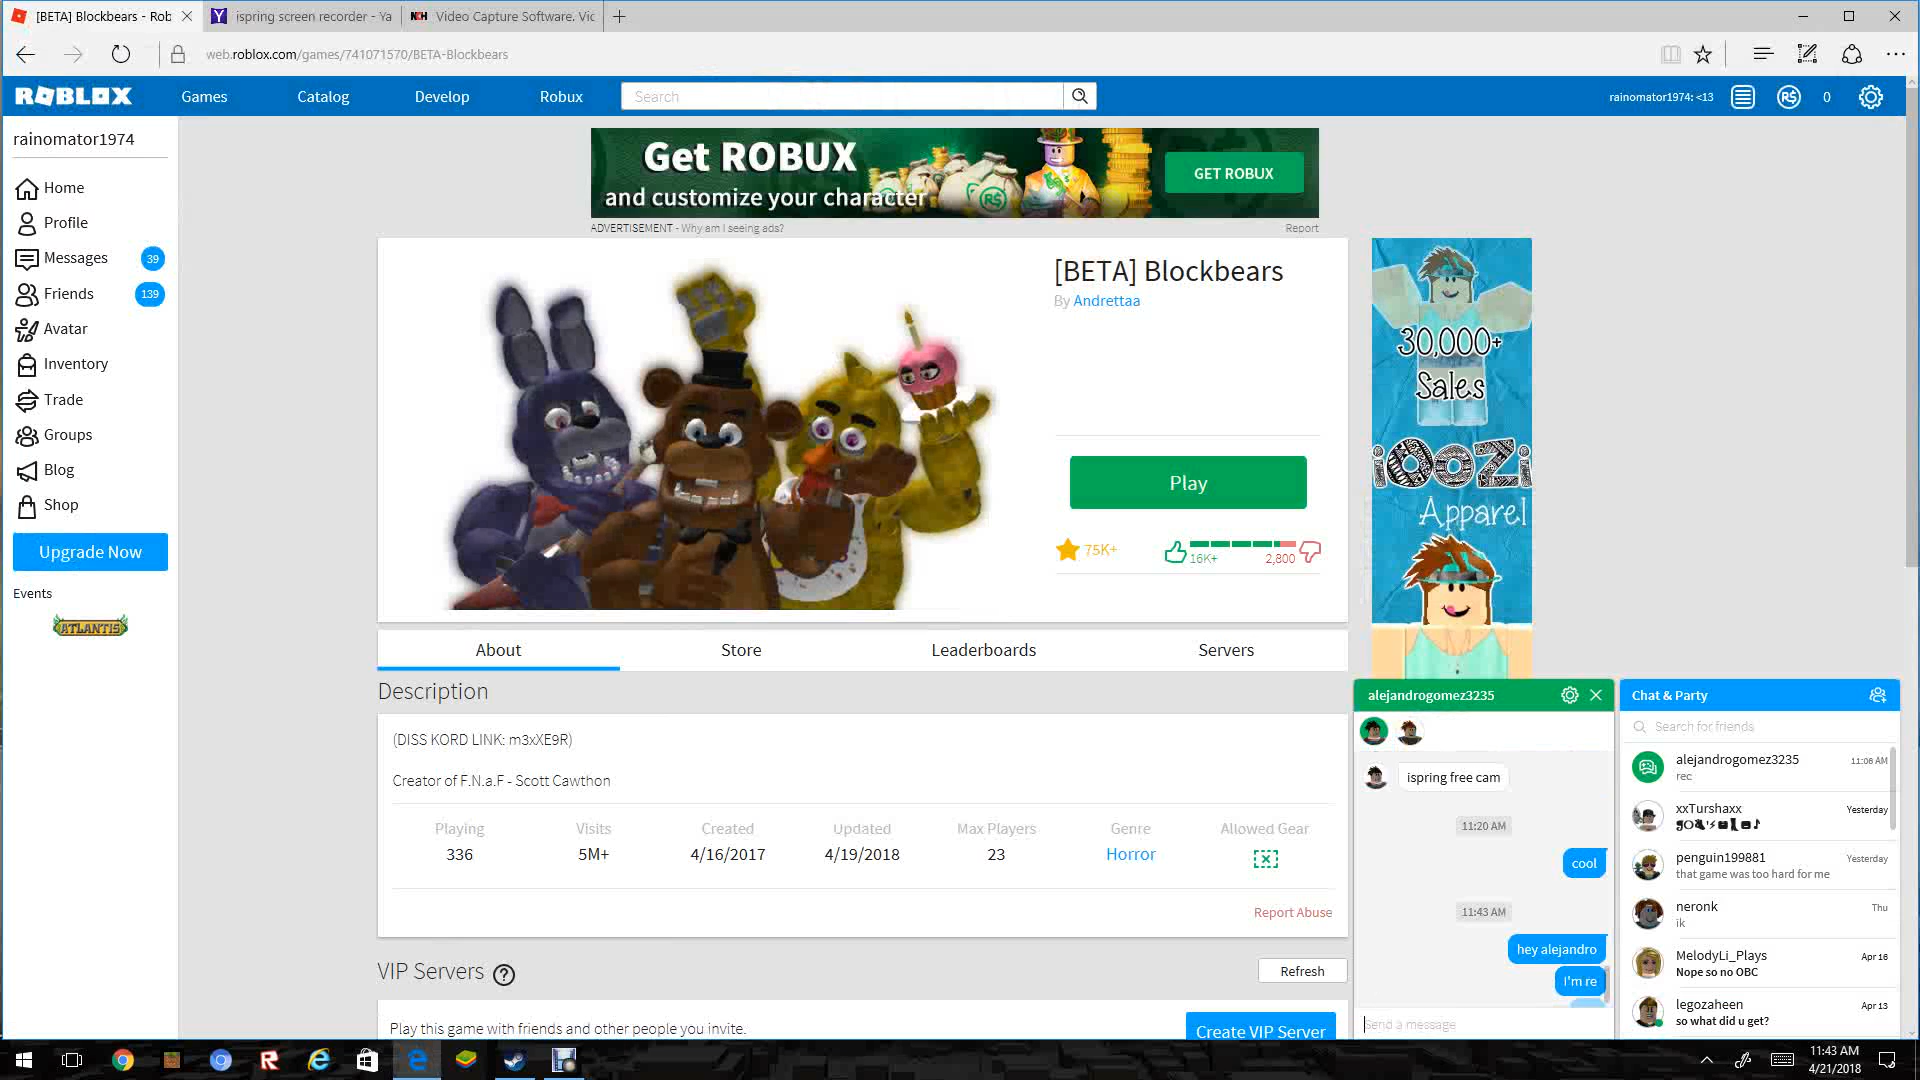 [BETA] Blockbears - Rob
ispring screen recorder - Ya
NCH Video Capture Software. Vid
web.roblox.com/games/741071570/BETA-Blockbears
ROBLOX
Games
Catalog
Develop
Robux
Search
rainomator1974: <13
R$
0
rainomator1974
Home
Profile
Messages 39
Friends 139
Avatar
Inventory
Trade
Groups
Blog
Shop
Upgrade Now
Events
ATLANTIS
Get ROBUX
and customize your character
R$
GET ROBUX
ADVERTISEMENT - Why am I seeing ads?
Report
[BETA] Blockbears
By Andrettaa
Play
75K+
16K+
2,800
30,000+
Sales
iOOZi
Apparel
About
Store
Leaderboards
Servers
Description
(DISS KORD LINK: m3xXE9R)
Creator of F.N.a.F - Scott Cawthon
Playing
Visits
Created
Updated
Max Players
Genre
Allowed Gear
336
5M+
4/16/2017
4/19/2018
23
Horror
Report Abuse
VIP Servers ?
Refresh
Play this game with friends and other people you invite.
Create VIP Server
alejandrogomez3235
ispring free cam
11:20 AM
cool
11:43 AM
hey alejandro
I'm re
Send a message
Chat & Party
Search for friends
alejandrogomez3235 11:08 AM
rec
xxTurshaxx Yesterday
penguin199881 Yesterday
that game was too hard for me
neronk Thu
ik
MelodyLi_Plays Apr 16
Nope so no OBC
legozaheen Apr 13
so what did u get?
11:43 AM
4/21/2018